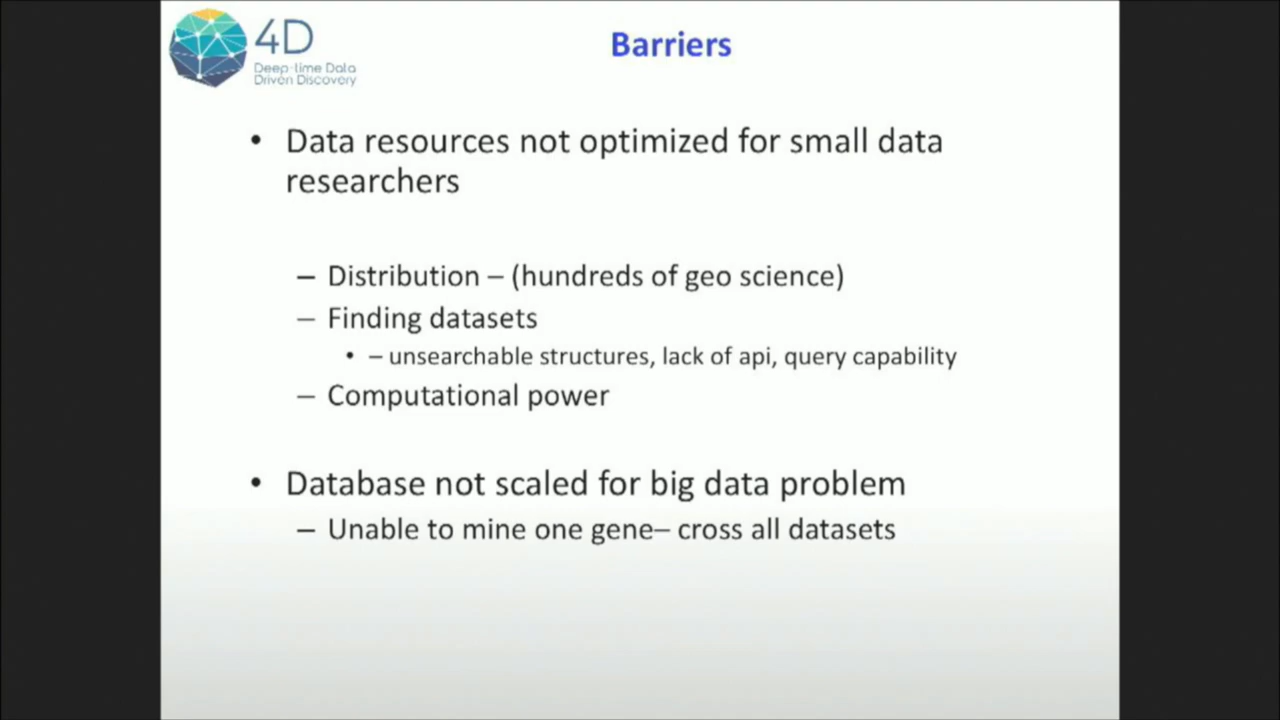 4D
Deep-time Data
Driven Discovery
Barriers
• Data resources not optimized for small data
researchers
– Distribution – (hundreds of geo science)
– Finding datasets
• – unsearchable structures, lack of api, query capability
– Computational power
• Database not scaled for big data problem
– Unable to mine one gene– cross all datasets